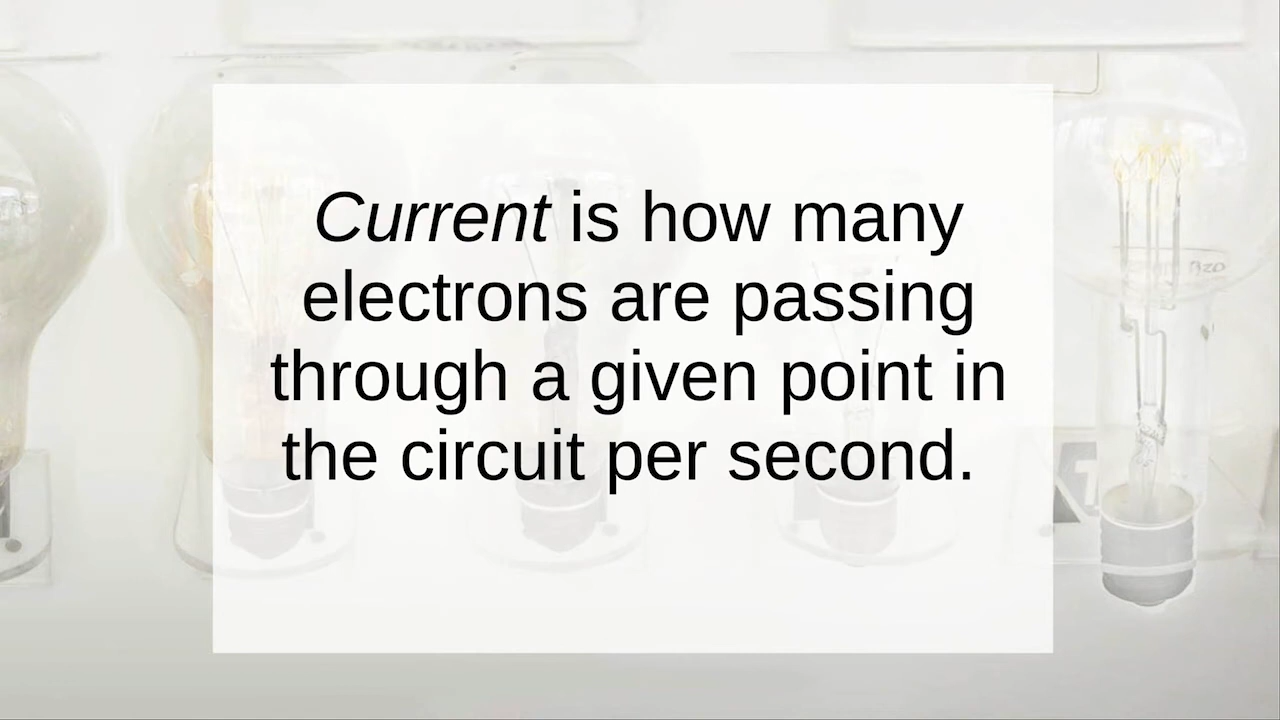 Current is how many
electrons are passing
through a given point in
the circuit per second.